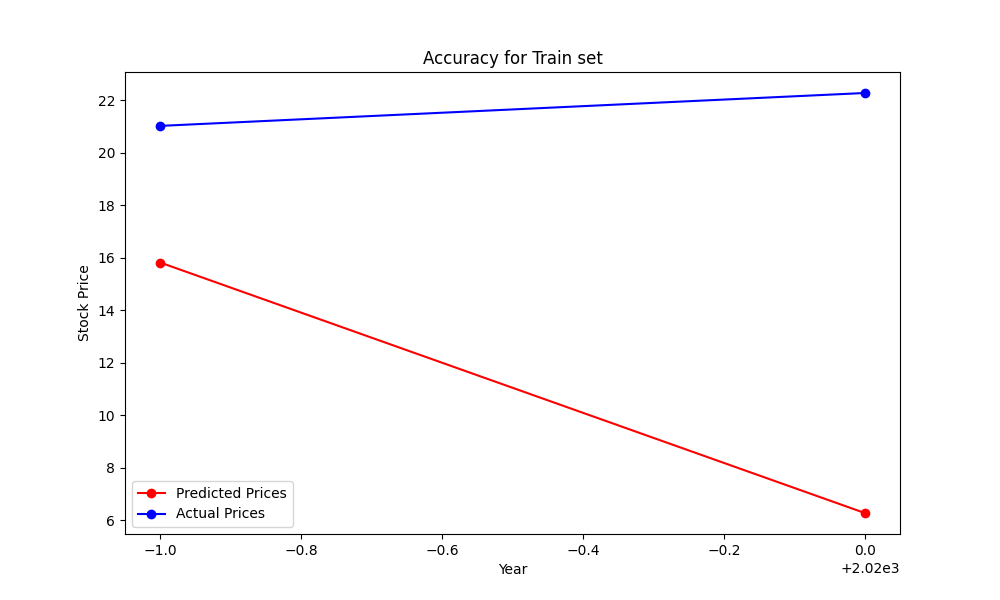 Accuracy for Train set
Stock Price
22
20
18
16
14
12
10
8
6
Predicted Prices
Actual Prices
−1.0 −0.8 −0.6 −0.4 −0.2 0.0
Year
+2.02e3